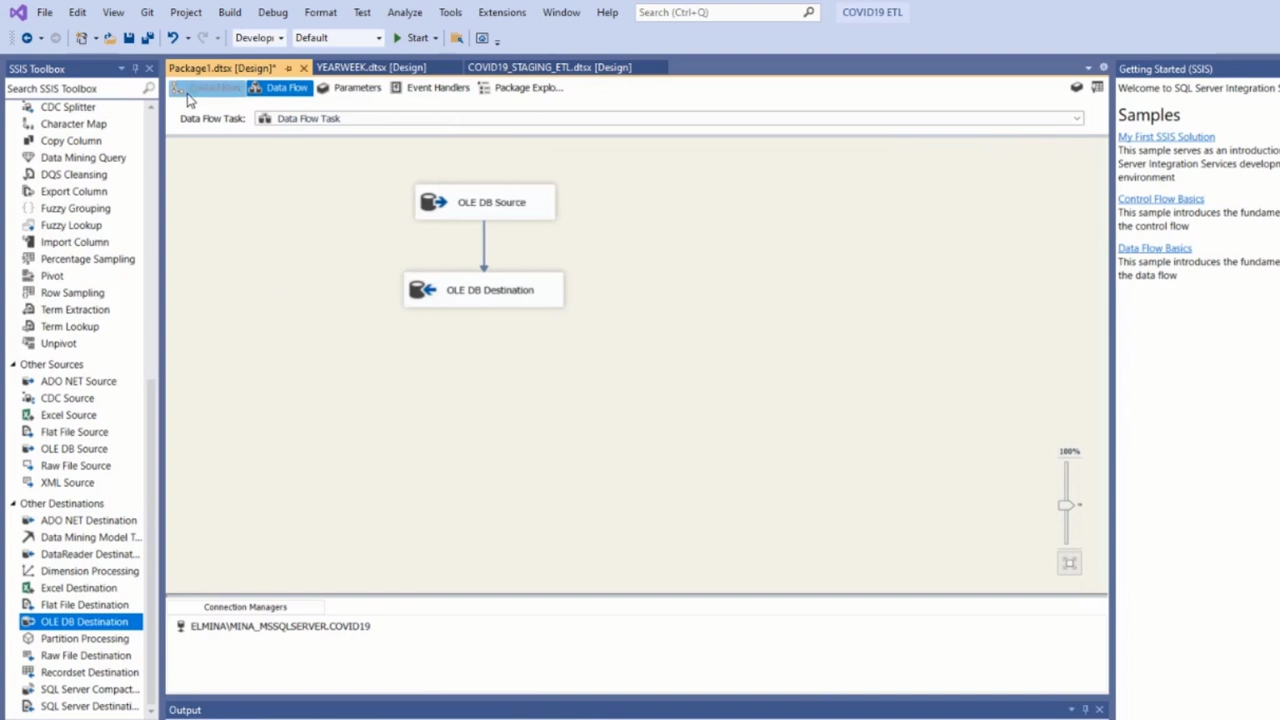 File Edit View Git Project Build Debug Format Test Analyze Tools Extensions Window Help Search (Ctrl+Q) COVID19 ETL
Develop Default Start
SSIS Toolbox
Search SSIS Toolbox
CDC Splitter
Character Map
Copy Column
Data Mining Query
DQS Cleansing
Export Column
Fuzzy Grouping
Fuzzy Lookup
Import Column
Percentage Sampling
Pivot
Row Sampling
Term Extraction
Term Lookup
Unpivot
Other Sources
ADO NET Source
CDC Source
Excel Source
Flat File Source
OLE DB Source
Raw File Source
XML Source
Other Destinations
ADO NET Destination
Data Mining Model T...
DataReader Destinat...
Dimension Processing
Excel Destination
Flat File Destination
OLE DB Destination
Partition Processing
Raw File Destination
Recordset Destination
SQL Server Compact...
SQL Server Destinati...
Package1.dtsx [Design]* YEARWEEK.dtsx [Design] COVID19_STAGING_ETL.dtsx [Design]
Data Flow Parameters Event Handlers Package Explo...
Data Flow Task: Data Flow Task
OLE DB Source
OLE DB Destination
100%
Connection Managers
ELMINA\MINA_MSSQLSERVER.COVID19
Output
Getting Started (SSIS)
Welcome to SQL Server Integration S
Samples
My First SSIS Solution
This sample serves as an introductio
Server Integration Services develop
environment
Control Flow Basics
This sample introduces the fundame
the control flow
Data Flow Basics
This sample introduces the fundame
the data flow